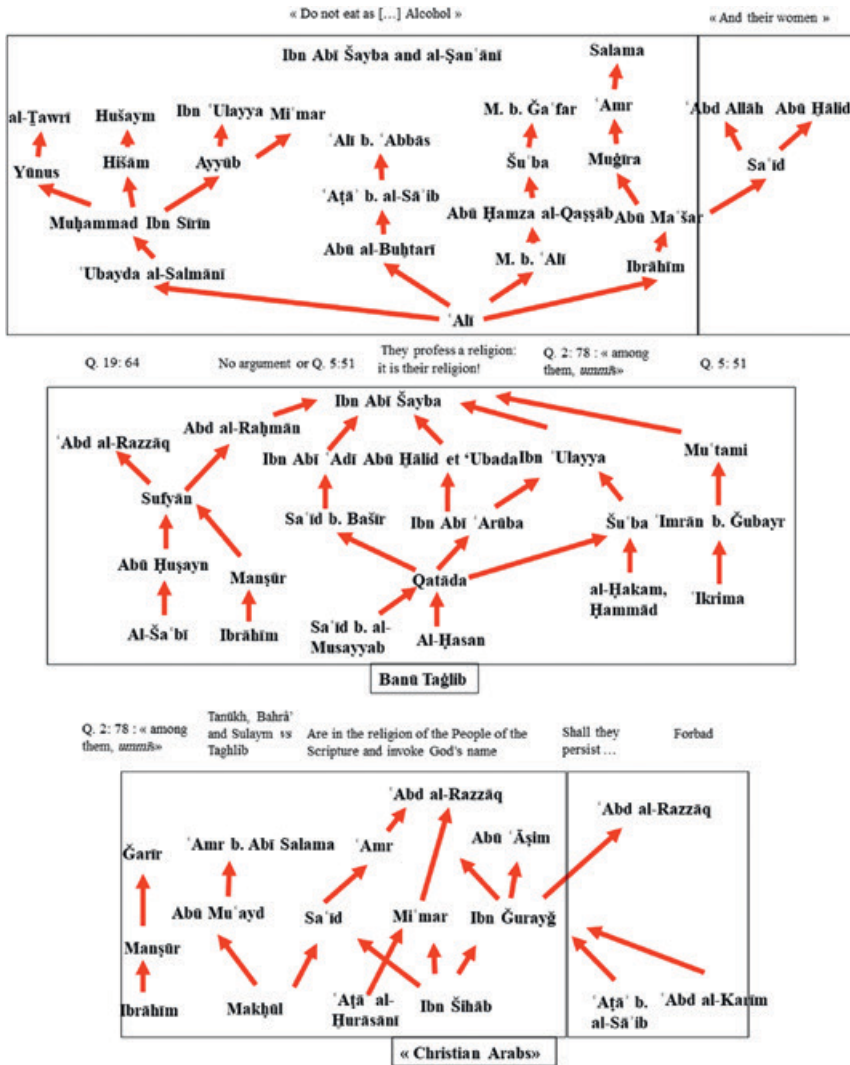 « Do not eat as […] Alcohol »
« And their women »
Ibn Abī Šayba and al-Ṣanʿānī
Salama
al-Ṯawrī
Hušaym
Ibn ʿUlayya
Miʿmar
M. b. Ǧaʿfar
ʿAmr
ʿAbd Allāh
Abū Ḫālid
ʿAlī b. ʿAbbās
Yūnus
Hišām
Ayyūb
Šuʿba
Muġīra
Saʿīd
ʿAṭāʾ b. al-Sāʾib
Muḥammad Ibn Sīrīn
Abū Ḥamza al-Qaṣṣāb
Abū Maʿšar
Abū al-Buḫtarī
ʿUbayda al-Salmānī
M. b. ʿAlī
Ibrāhīm
ʿAlī
Q. 19: 64
No argument or Q. 5:51
They profess a religion:
it is their religion!
Q. 2: 78 : « among
them, ummīs»
Q. 5: 51
Ibn Abī Šayba
ʿAbd al-Razzāq
Abd al-Raḥmān
Ibn Abī ʿAdī
Abū Ḫālid et ʿUbada
Ibn ʿUlayya
Muʿtami
Sufyān
Saʿīd b. Bašīr
Ibn Abī ʿArūba
Šuʿba
ʿImrān b. Ǧubayr
Abū Ḥuṣayn
Manṣūr
Qatāda
al-Ḥakam,
Ḥammād
ʿIkrima
Al-Šaʿbī
Ibrāhīm
Saʿīd b. al-
Musayyab
Al-Ḥasan
Banū Taġlib
Q. 2: 78 : « among
them, ummīs»
Tanūkh, Bahrāʾ
and Sulaym vs
Taghlib
Are in the religion of the People of the
Scripture and invoke God's name
Shall they
persist …
Forbad
ʿAbd al-Razzāq
ʿAbd al-Razzāq
Ǧarīr
ʿAmr b. Abī Salama
ʿAmr
Abū ʿĀṣim
Abū Muʿayd
Saʿīd
Miʿmar
Ibn Ǧurayǧ
Manṣūr
Ibrāhīm
Makḥūl
ʿAṭāʾ al-
Ḫurāsānī
Ibn Šihāb
ʿAṭāʾ b.
al-Sāʾib
ʿAbd al-Karīm
« Christian Arabs»